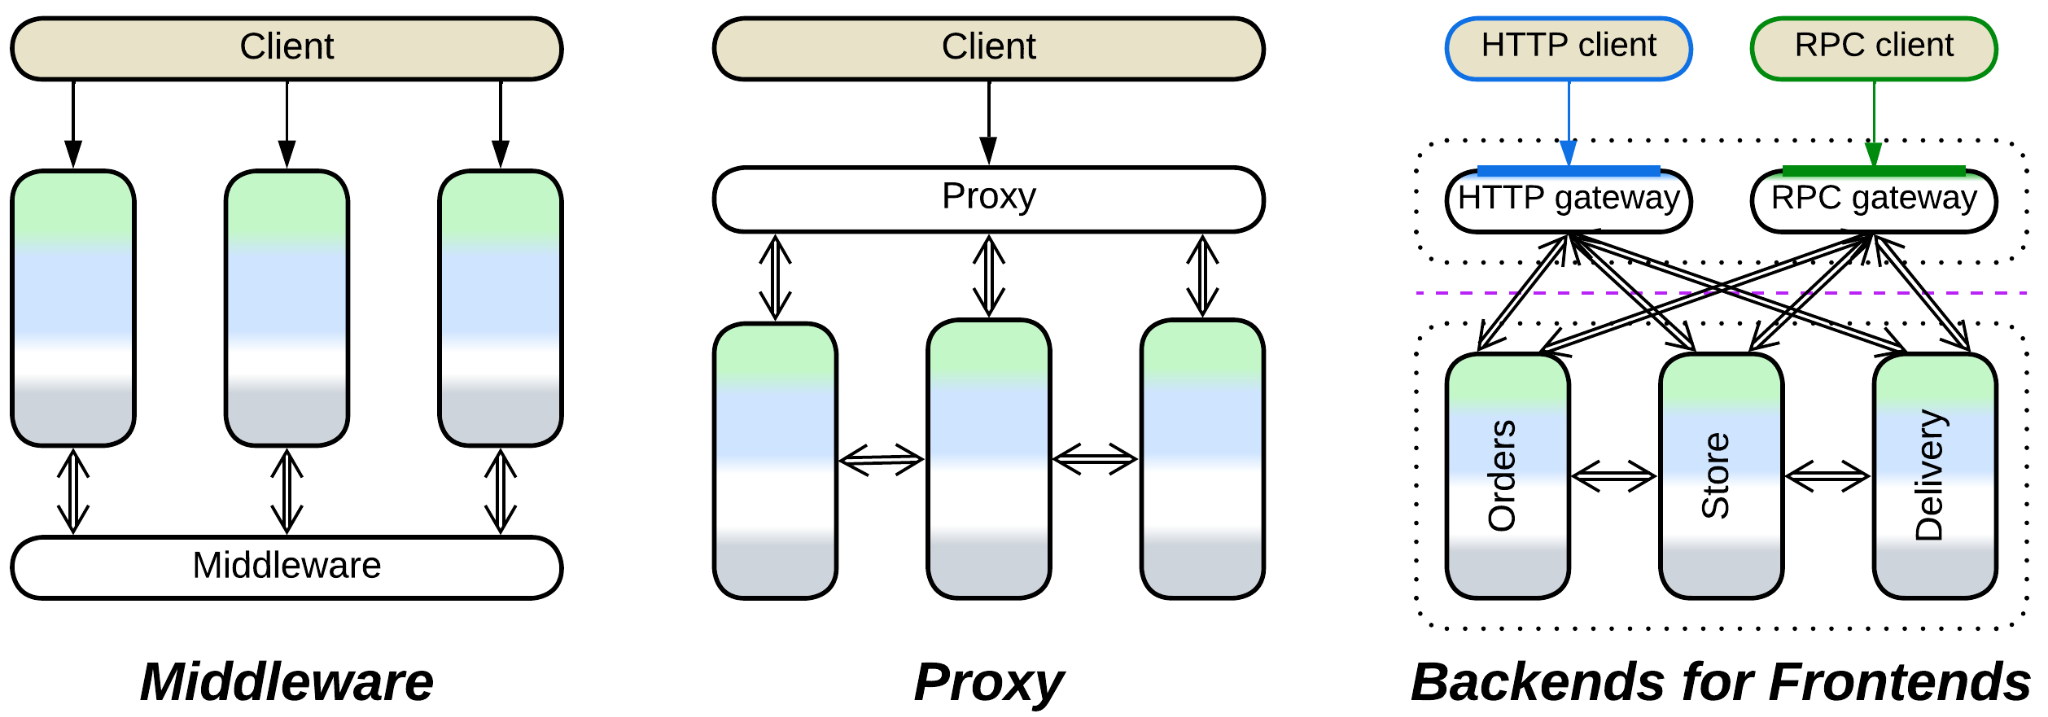 Client
Middleware
Middleware
Client
Proxy
Proxy
HTTP client
RPC client
HTTP gateway
RPC gateway
Orders
Store
Delivery
Backends for Frontends